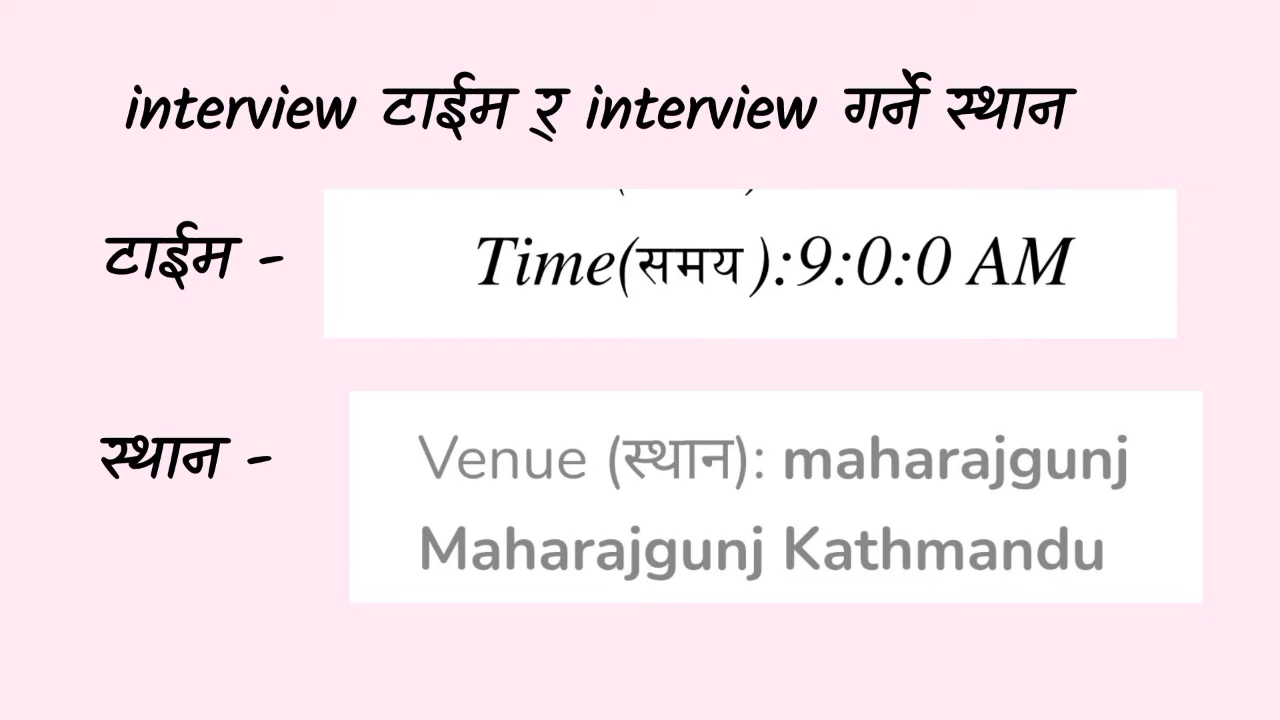 interview टाईम र् interview गर्ने स्थान
टाईम - Time(समय ):9:0:0 AM
स्थान - Venue (स्थान): maharajgunj
Maharajgunj Kathmandu